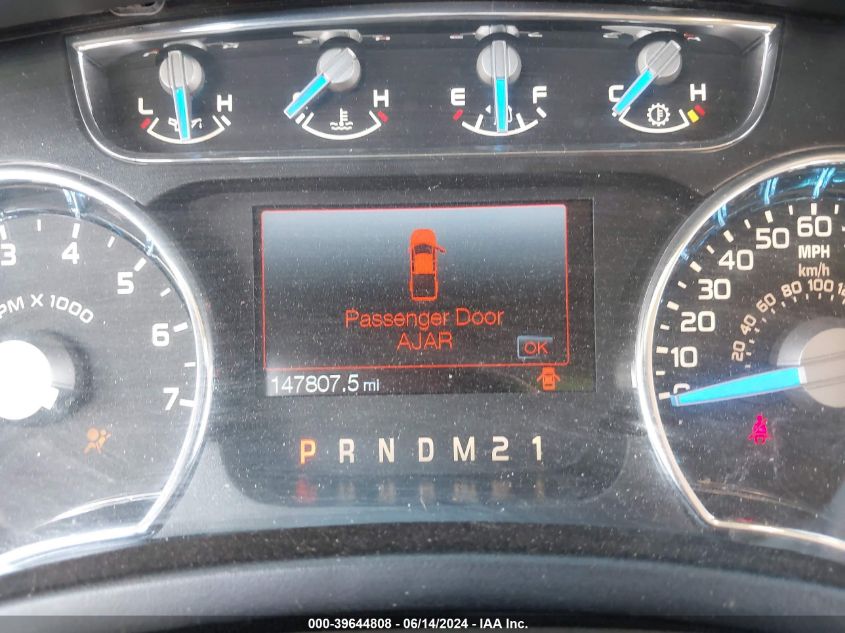 L H
H
E F
C H
3 4 5 6 7
PM X 1000
Passenger Door
AJAR
OK
147807.5 mi
P R N D M 2 1
0 10 20 30 40 50 60
MPH
km/h
20 40 60 80 100
000-39644808 / 06/14/2024 - IAA Inc.